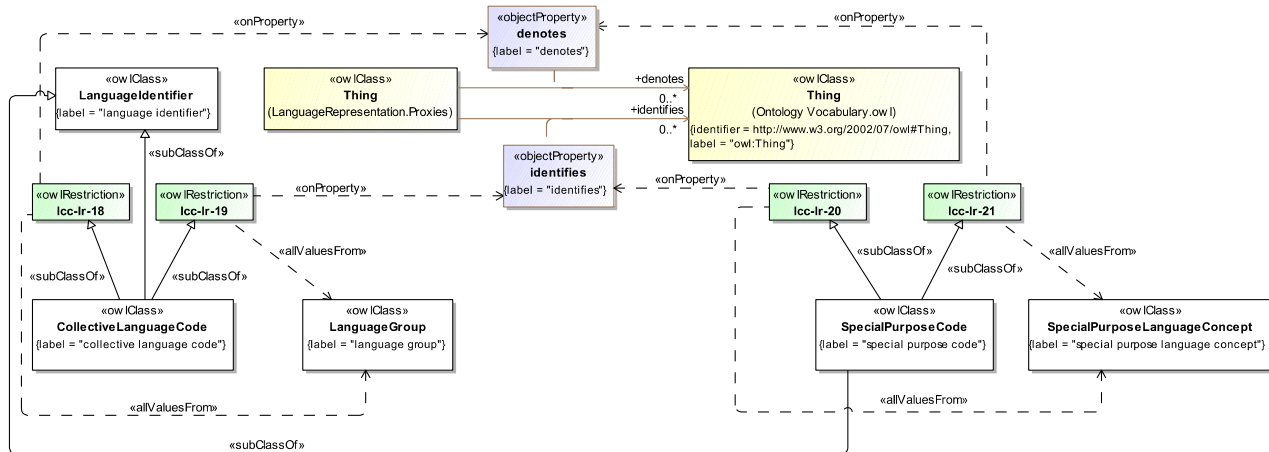 «onProperty»
«objectProperty»
denotes
{label = "denotes"}
«onProperty»
«owlClass»
LanguageIdentifier
{label = "language identifier"}
«owlClass»
Thing
(LanguageRepresentation.Proxies)
+denotes
0..*
+identifies
0..*
«owlClass»
Thing
(Ontology Vocabulary.owl)
{identifier = http://www.w3.org/2002/07/owl#Thing,
label = "owl:Thing"}
«subClassOf»
«objectProperty»
identifies
{label = "identifies"}
«owlRestriction»
lcc-lr-18
«owlRestriction»
lcc-lr-19
«onProperty»
«onProperty»
«owlRestriction»
lcc-lr-20
«owlRestriction»
lcc-lr-21
«allValuesFrom»
«subClassOf»
«subClassOf»
«subClassOf»
«subClassOf»
«allValuesFrom»
«owlClass»
CollectiveLanguageCode
{label = "collective language code"}
«owlClass»
LanguageGroup
{label = "language group"}
«owlClass»
SpecialPurposeCode
{label = "special purpose code"}
«owlClass»
SpecialPurposeLanguageConcept
{label = "special purpose language concept"}
«allValuesFrom»
«allValuesFrom»
«subClassOf»